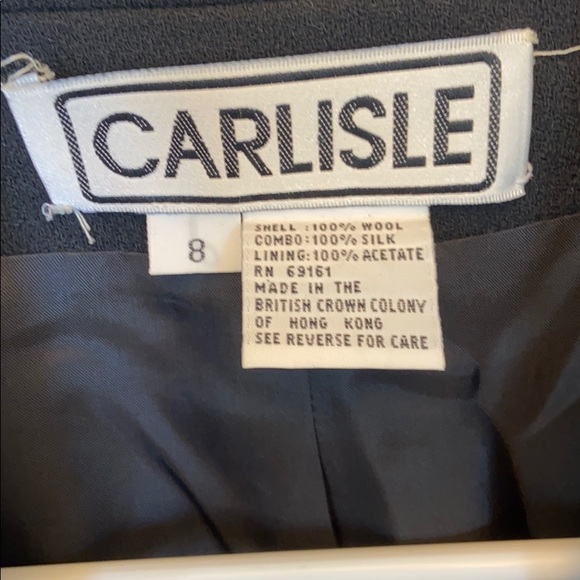 CARLISLE
8
SHELL :100% WOOL
COMBO:100% SILK
LINING:100% ACETATE
RN 69161
MADE IN THE
BRITISH CROWN COLONY
OF HONG KONG
SEE REVERSE FOR CARE